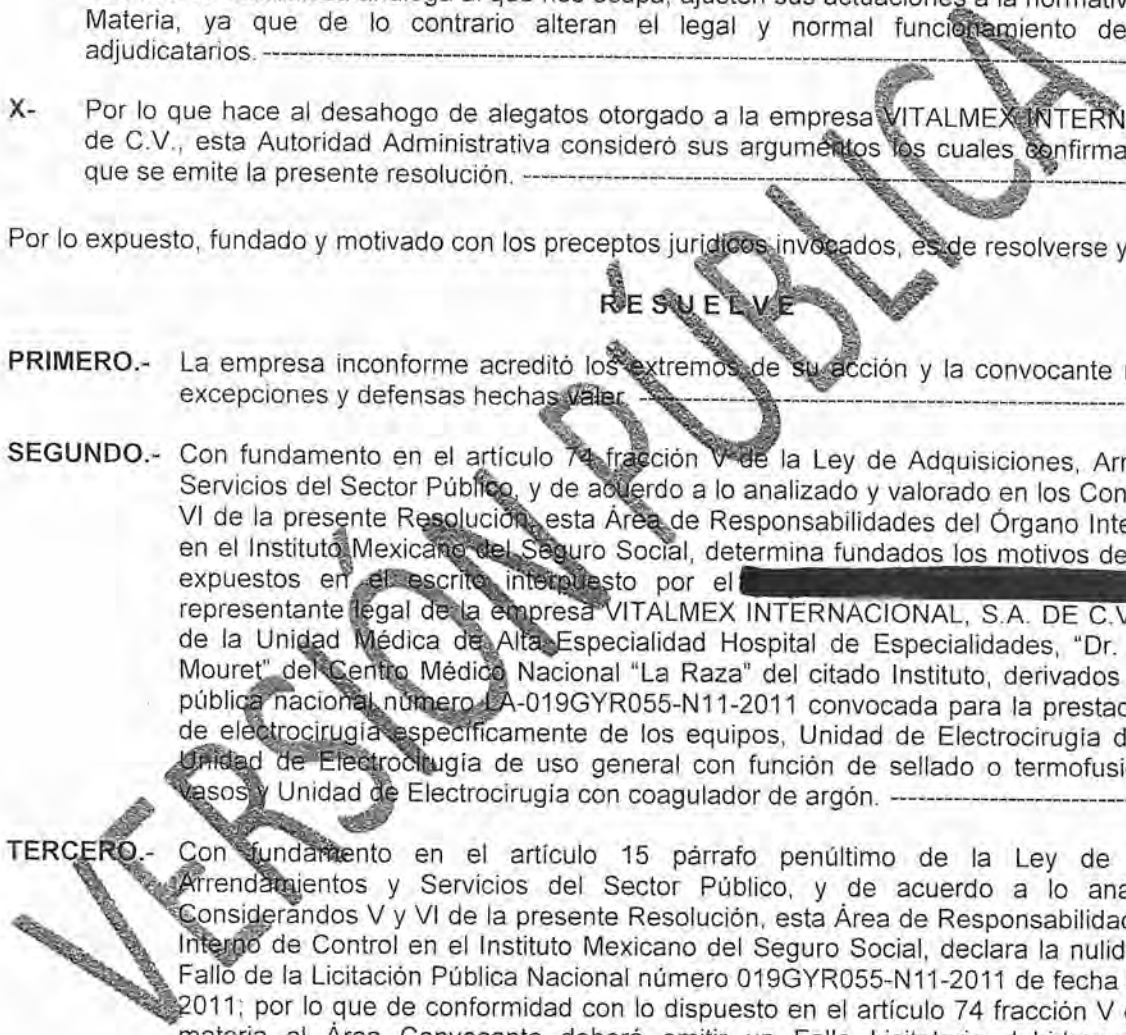 Materia, ya que de lo contrario alteran el legal y normal funcionamiento de
adjudicatarios. ------------------------------------------------------------
X- Por lo que hace al desahogo de alegatos otorgado a la empresa VITALMEX INTERN
de C.V., esta Autoridad Administrativa consideró sus argumentos los cuales confirma
que se emite la presente resolución. ------------------------------------------------------------
Por lo expuesto, fundado y motivado con los preceptos jurídicos invocados, es de resolverse y
R E S U E L V E
PRIMERO.- La empresa inconforme acreditó los extremos de su acción y la convocante
excepciones y defensas hechas valer. ------------------------------------------------------------
SEGUNDO.- Con fundamento en el artículo 74 fracción V de la Ley de Adquisiciones, Arr
Servicios del Sector Público, y de acuerdo a lo analizado y valorado en los Con
VI de la presente Resolución, esta Área de Responsabilidades del Órgano Inte
en el Instituto Mexicano del Seguro Social, determina fundados los motivos de
expuestos en el escrito interpuesto por el
representante legal de la empresa VITALMEX INTERNACIONAL, S.A. DE C.V
de la Unidad Médica de Alta Especialidad Hospital de Especialidades, "Dr.
Mouret" del Centro Médico Nacional "La Raza" del citado Instituto, derivados
pública nacional número LA-019GYR055-N11-2011 convocada para la prestac
de electrocirugía específicamente de los equipos, Unidad de Electrocirugía d
Unidad de Electrocirugía de uso general con función de sellado o termofusi
vasos y Unidad de Electrocirugía con coagulador de argón. ------------------------------
TERCERO.- Con fundamento en el artículo 15 párrafo penúltimo de la Ley de
Arrendamientos y Servicios del Sector Público, y de acuerdo a lo ana
Considerandos V y VI de la presente Resolución, esta Área de Responsabilidad
Interno de Control en el Instituto Mexicano del Seguro Social, declara la nulid
Fallo de la Licitación Pública Nacional número 019GYR055-N11-2011 de fecha
2011; por lo que de conformidad con lo dispuesto en el artículo 74 fracción V
VERSIÓN PÚBLICA